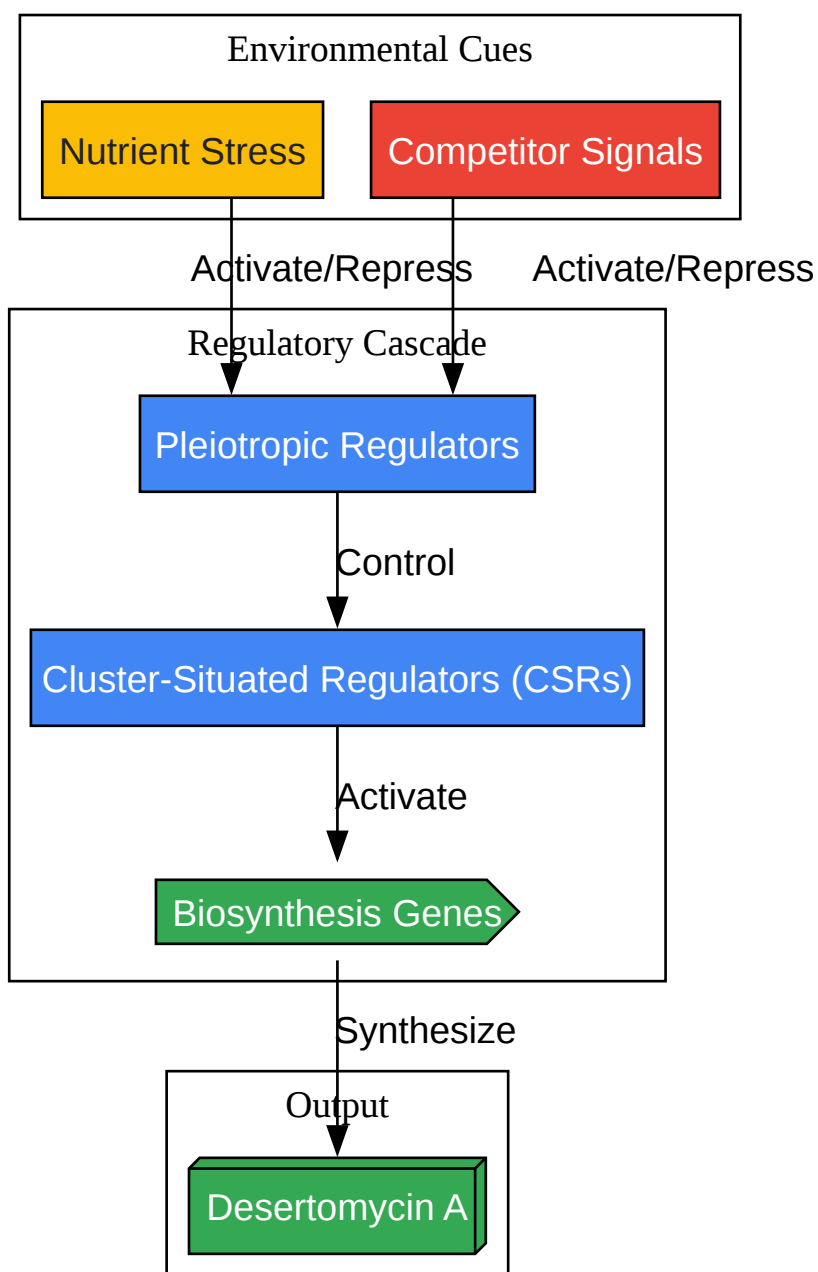 Environmental Cues
Nutrient Stress
Competitor Signals
Activate/Repress
Activate/Repress
Regulatory Cascade
Pleiotropic Regulators
Control
Cluster-Situated Regulators (CSRs)
Activate
Biosynthesis Genes
Synthesize
Output
Desertomycin A